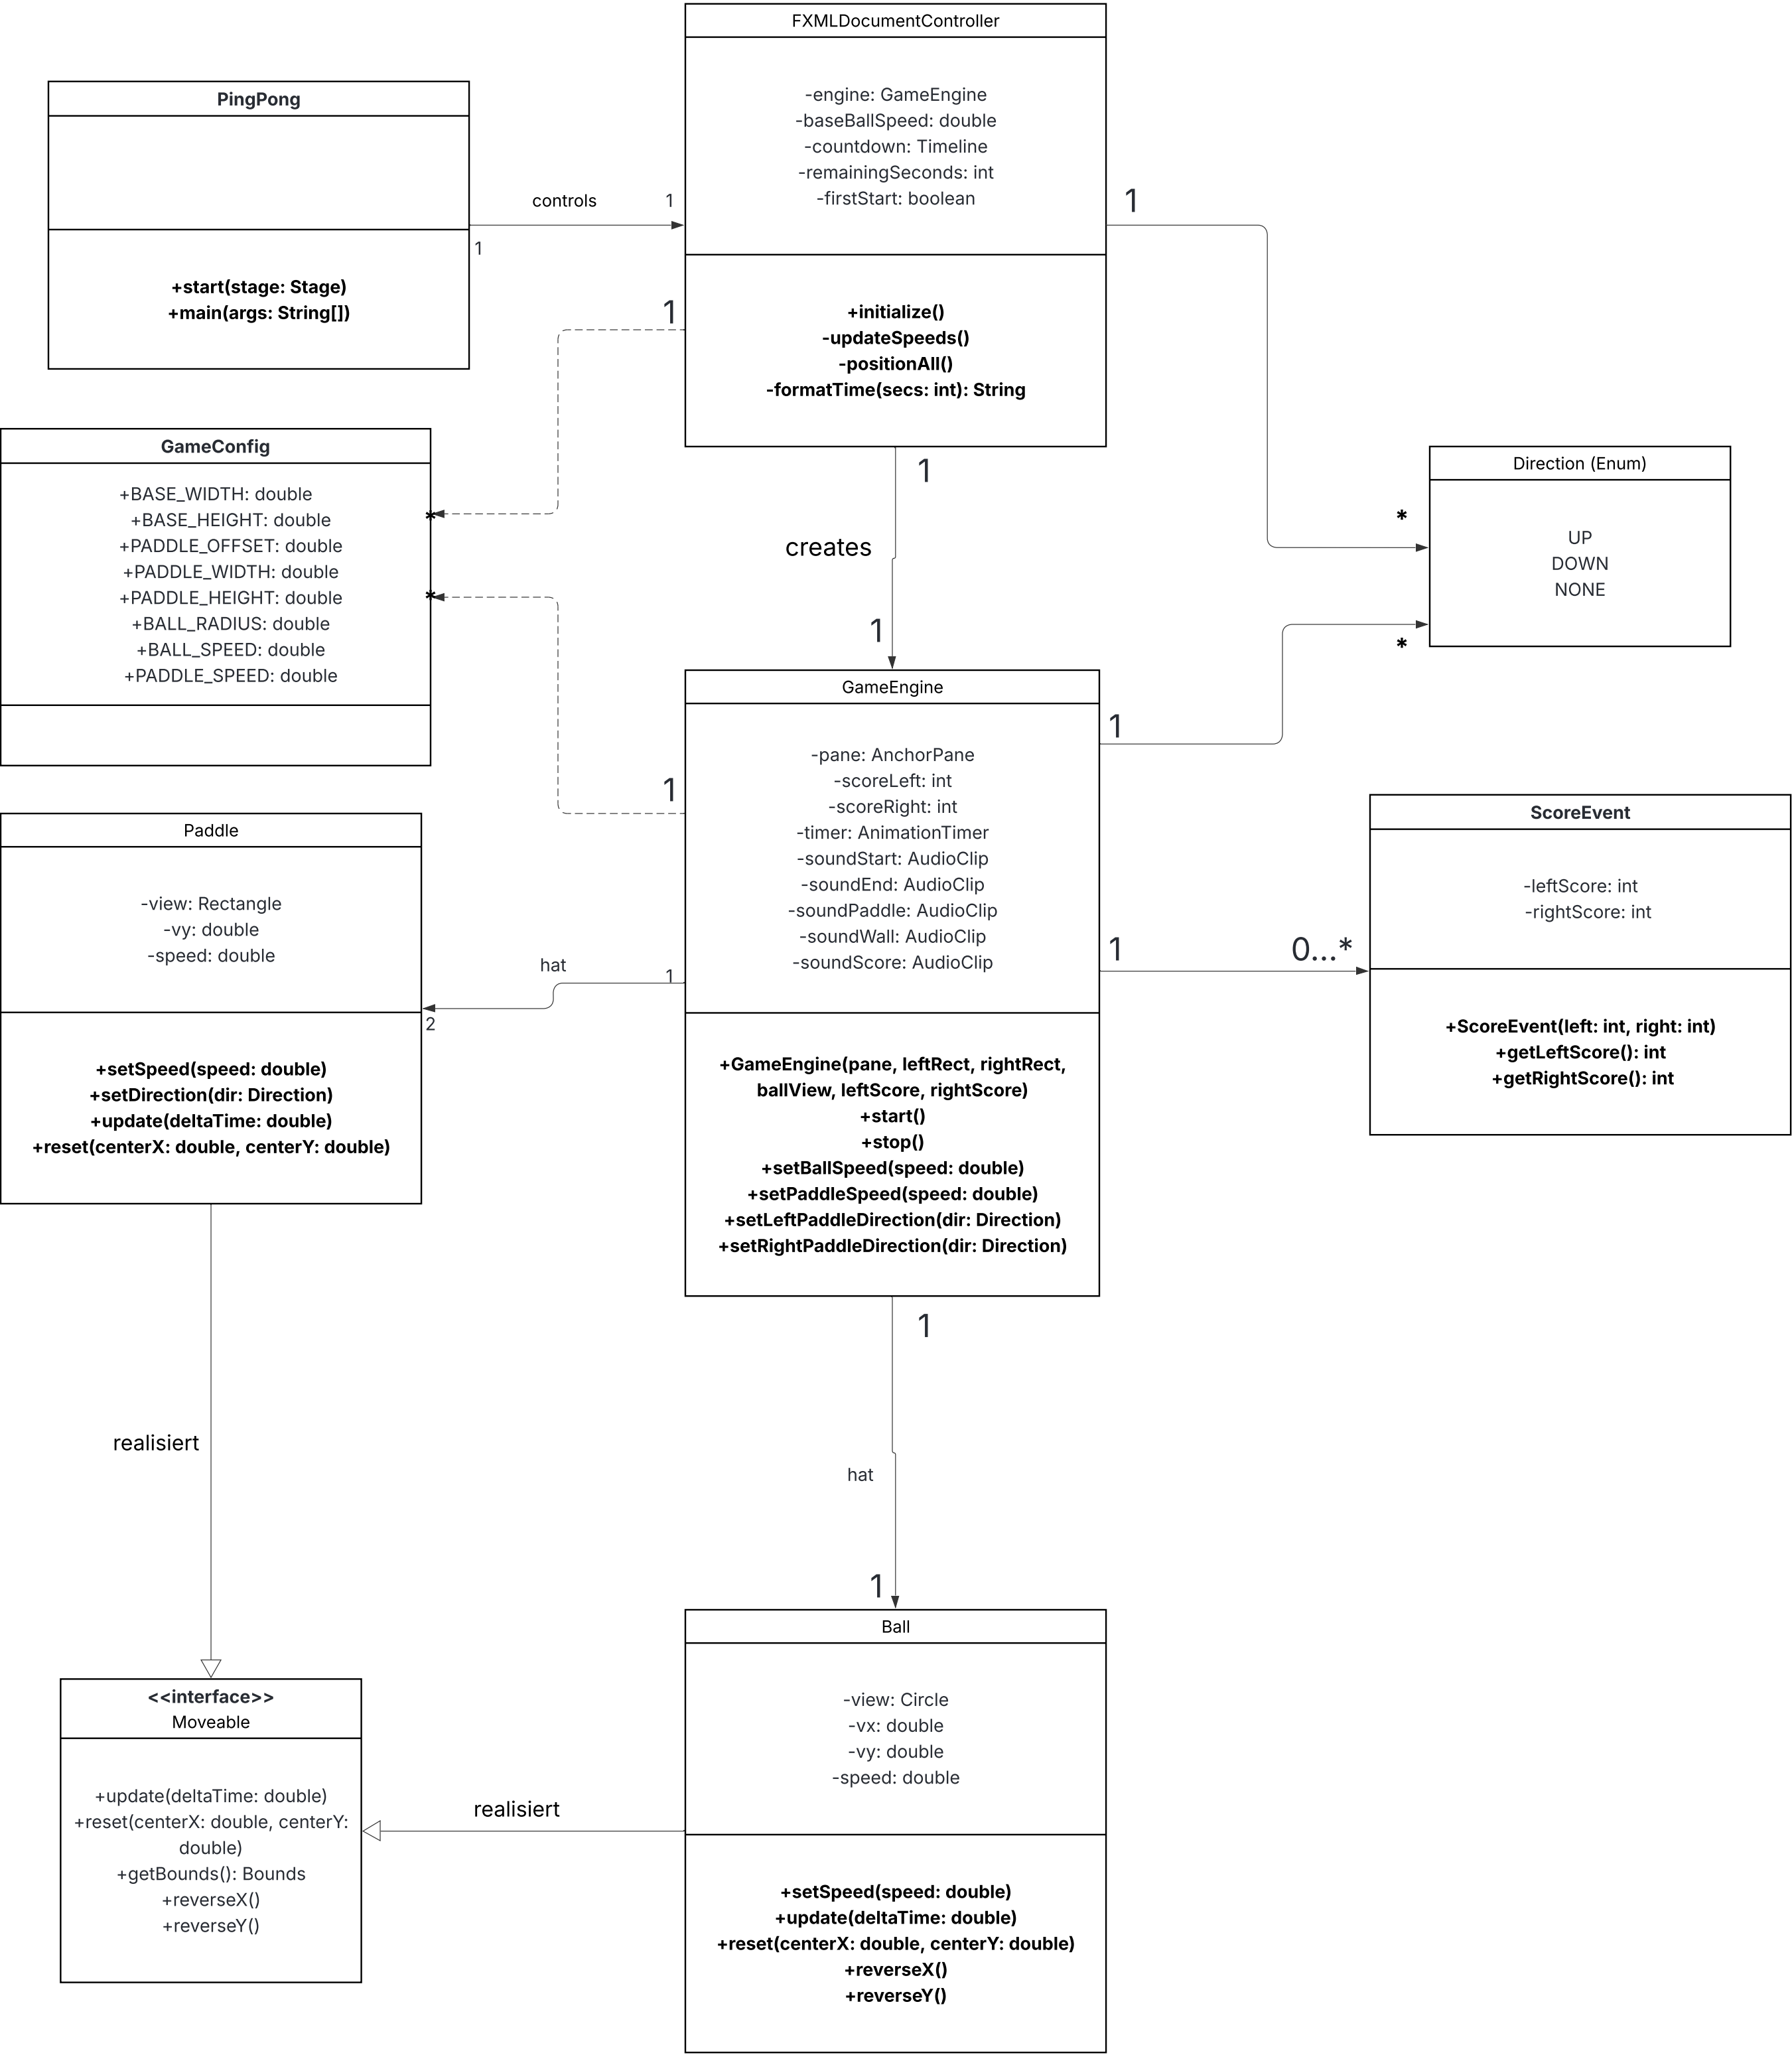 FXMLDocumentController
-engine: GameEngine
-baseBallSpeed: double
-countdown: Timeline
-remainingSeconds: int
-firstStart: boolean
+initialize()
-updateSpeeds()
-positionAll()
-formatTime(secs: int): String
PingPong
+start(stage: Stage)
+main(args: String[])
controls
1
1
1
1
1
GameConfig
+BASE_WIDTH: double
+BASE_HEIGHT: double
+PADDLE_OFFSET: double
+PADDLE_WIDTH: double
+PADDLE_HEIGHT: double
+BALL_RADIUS: double
+BALL_SPEED: double
+PADDLE_SPEED: double
*
*
creates
1
1
Direction (Enum)
UP
DOWN
NONE
*
*
GameEngine
-pane: AnchorPane
-scoreLeft: int
-scoreRight: int
-timer: AnimationTimer
-soundStart: AudioClip
-soundEnd: AudioClip
-soundPaddle: AudioClip
-soundWall: AudioClip
-soundScore: AudioClip
+GameEngine(pane, leftRect, rightRect,
ballView, leftScore, rightScore)
+start()
+stop()
+setBallSpeed(speed: double)
+setPaddleSpeed(speed: double)
+setLeftPaddleDirection(dir: Direction)
+setRightPaddleDirection(dir: Direction)
1
1
0...*
ScoreEvent
-leftScore: int
-rightScore: int
+ScoreEvent(left: int, right: int)
+getLeftScore(): int
+getRightScore(): int
Paddle
-view: Rectangle
-vy: double
-speed: double
+setSpeed(speed: double)
+setDirection(dir: Direction)
+update(deltaTime: double)
+reset(centerX: double, centerY: double)
hat
1
2
1
hat
1
realisiert
<<interface>>
Moveable
+update(deltaTime: double)
+reset(centerX: double, centerY:
double)
+getBounds(): Bounds
+reverseX()
+reverseY()
realisiert
Ball
-view: Circle
-vx: double
-vy: double
-speed: double
+setSpeed(speed: double)
+update(deltaTime: double)
+reset(centerX: double, centerY: double)
+reverseX()
+reverseY()